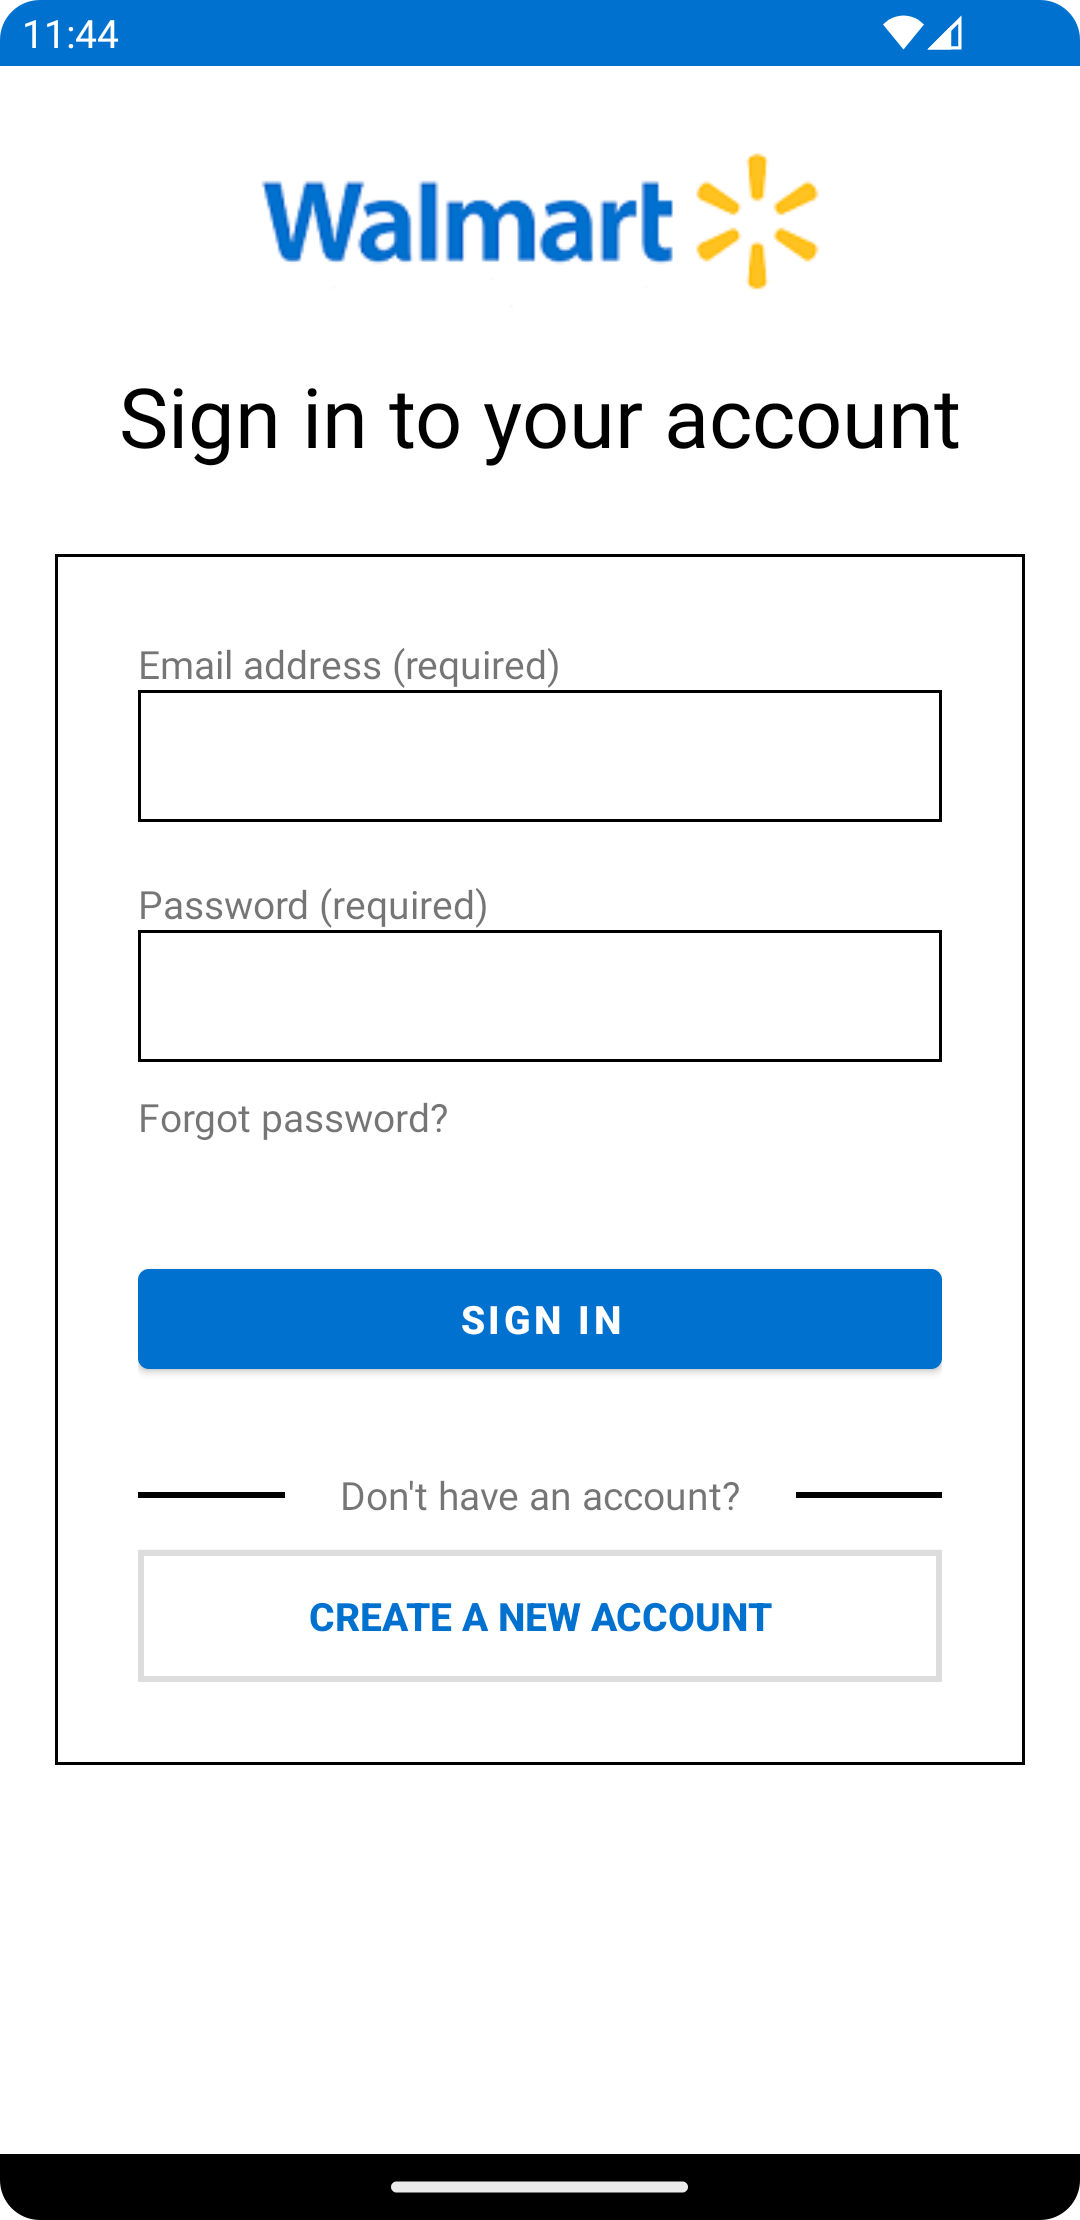 11:44
Walmart
Sign in to your account
Email address (required)
Password (required)
Forgot password?
SIGN IN
Don't have an account?
CREATE A NEW ACCOUNT